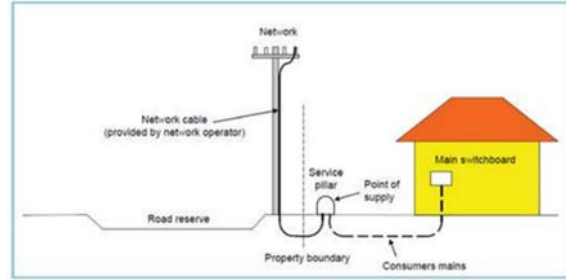 Network
Network cable
(provided by network operator)
Main switchboard
Service
pillar
Point of
supply
Road reserve
Property boundary
Consumers mains